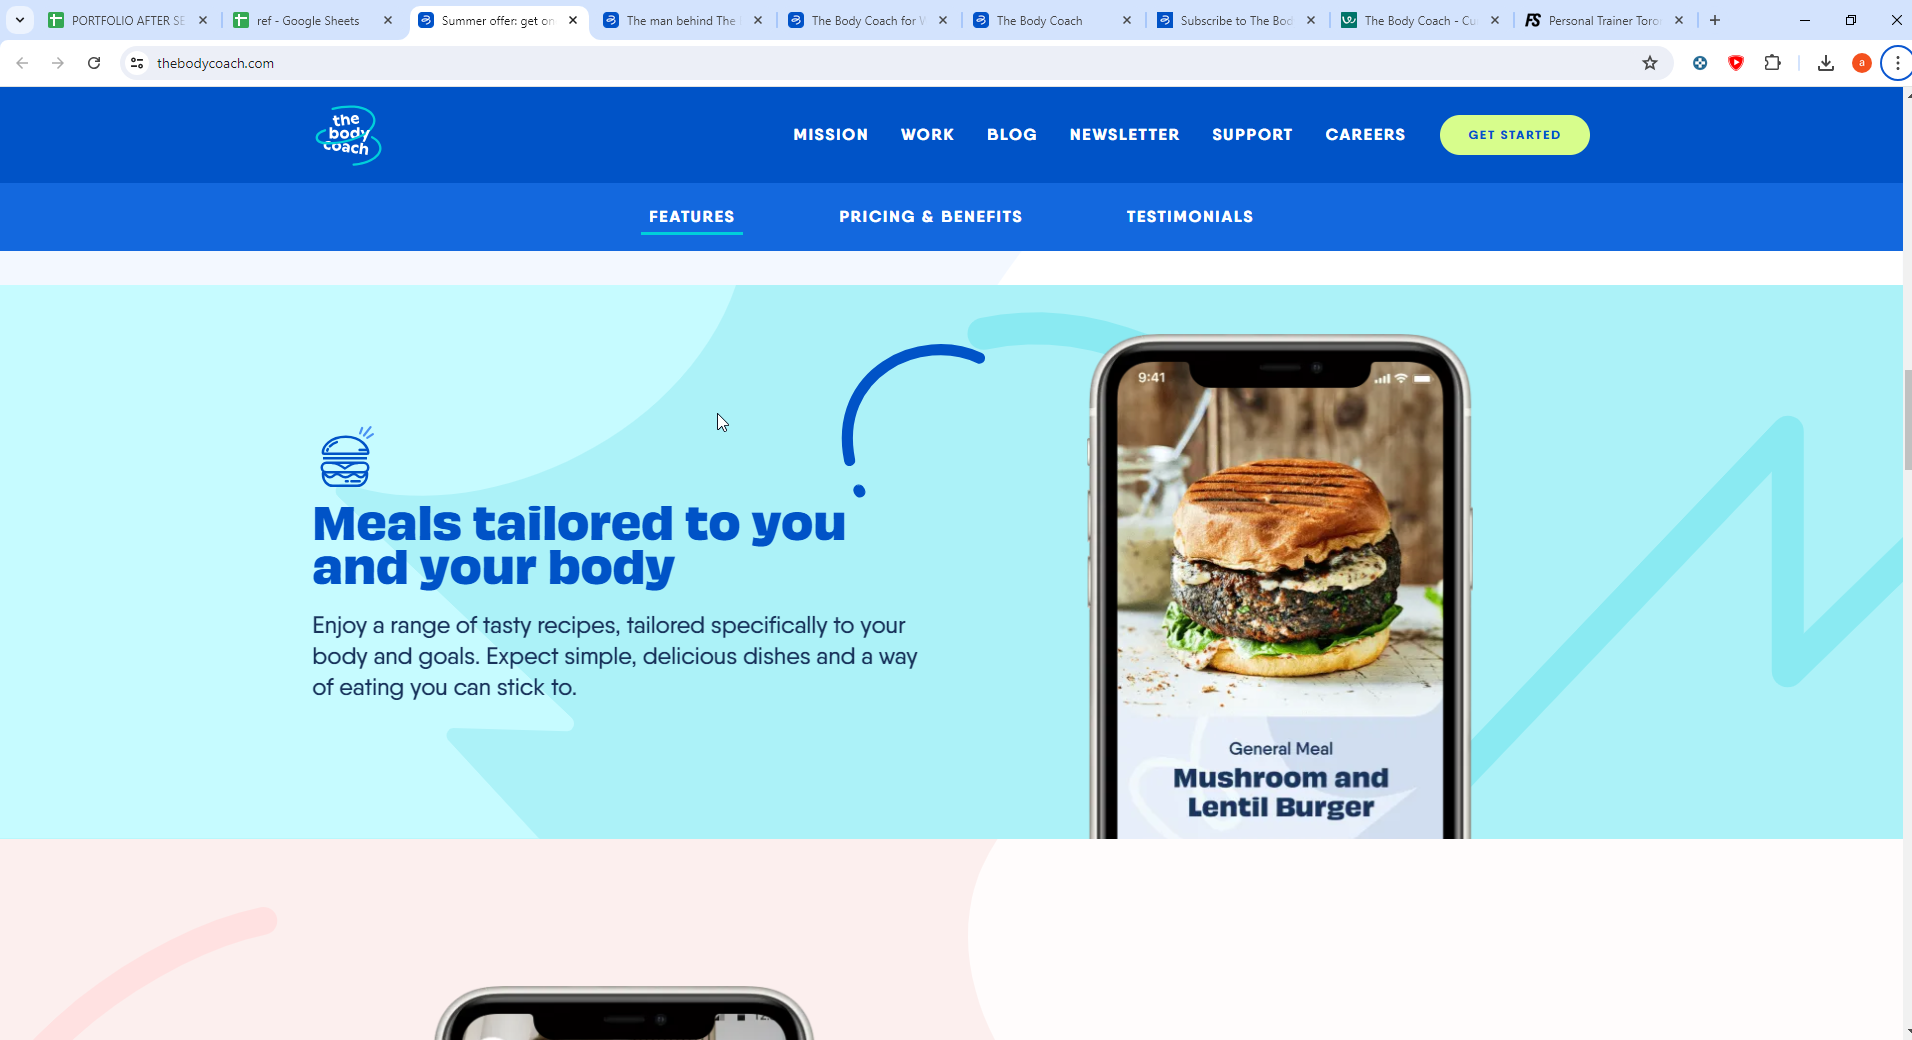 PORTFOLIO AFTER SE
ref - Google Sheets
Summer offer: get on
The man behind The
The Body Coach for
The Body Coach
Subscribe to The Bod
The Body Coach - Cu
FS
Personal Trainer Toro
thebodycoach.com
a
the
body
coach
MISSION
WORK
BLOG
NEWSLETTER
SUPPORT
CAREERS
GET STARTED
FEATURES
PRICING & BENEFITS
TESTIMONIALS
9:41
Meals tailored to you
and your body
Enjoy a range of tasty recipes, tailored specifically to your
body and goals. Expect simple, delicious dishes and a way
of eating you can stick to.
General Meal
Mushroom and
Lentil Burger